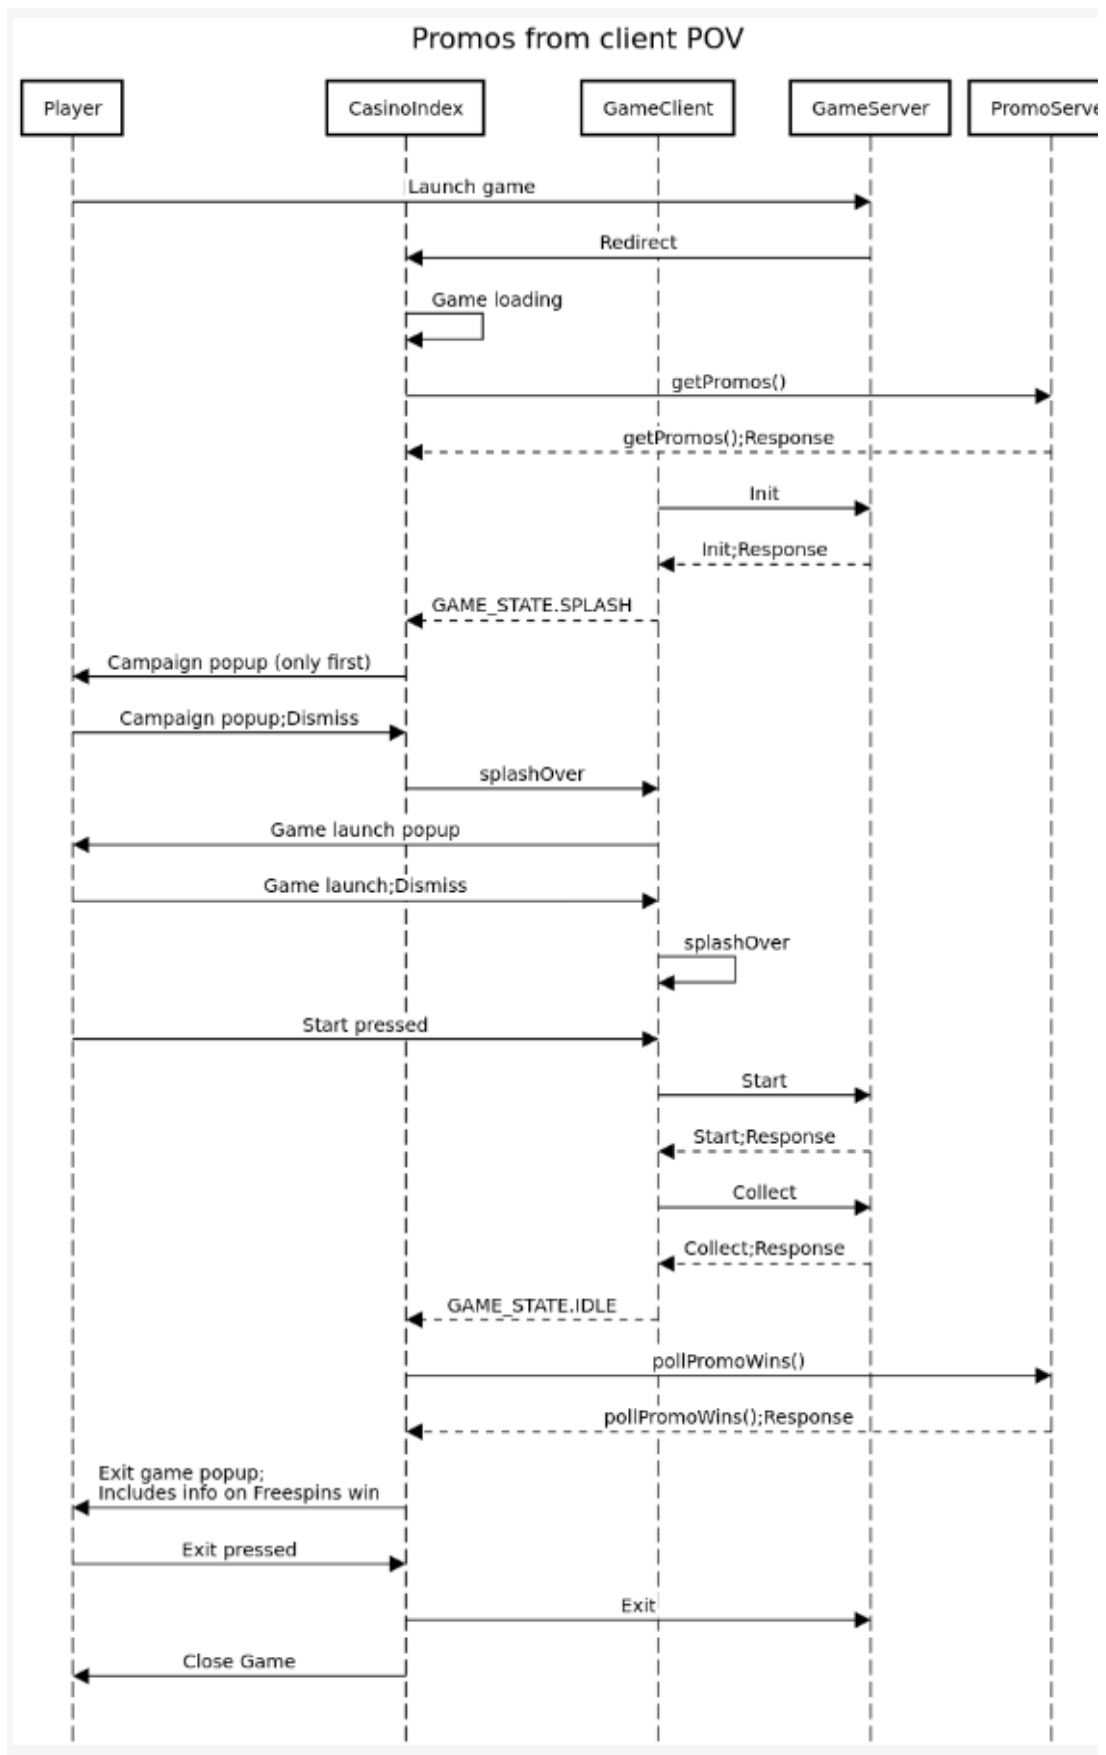 Promos from client POV
Player
CasinoIndex
GameClient
GameServer
PromoServe
Launch game
Redirect
Game loading
getPromos()
getPromos();Response
Init
Init;Response
GAME_STATE.SPLASH
Campaign popup (only first)
Campaign popup;Dismiss
splashOver
Game launch popup
Game launch;Dismiss
splashOver
Start pressed
Start
Start;Response
Collect
Collect;Response
GAME_STATE.IDLE
pollPromoWins()
pollPromoWins();Response
Exit game popup;
Includes info on Freespins win
Exit pressed
Exit
Close Game